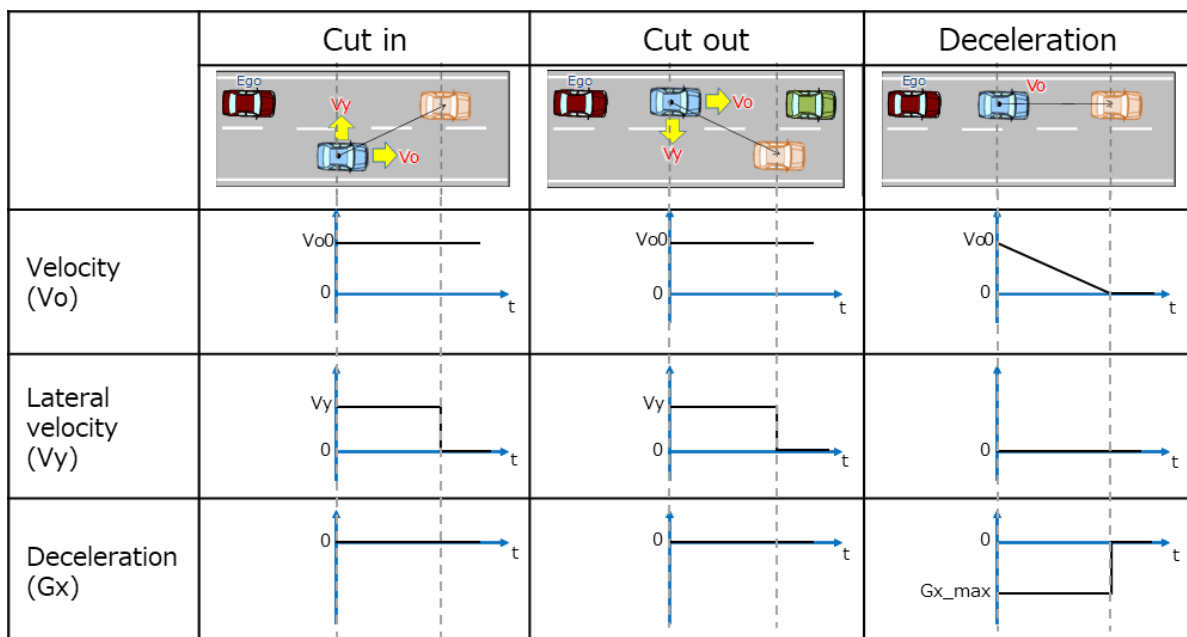 Cut in
Cut out
Deceleration
Ego
Vy
Vo
Ego
Vo
Vy
Ego
Vo
Velocity
(Vo)
Vo0
0
t
Vo0
0
t
Vo0
0
t
Lateral
velocity
(Vy)
Vy
0
t
Vy
0
t
0
t
Deceleration
(Gx)
0
t
0
t
0
t
Gx_max